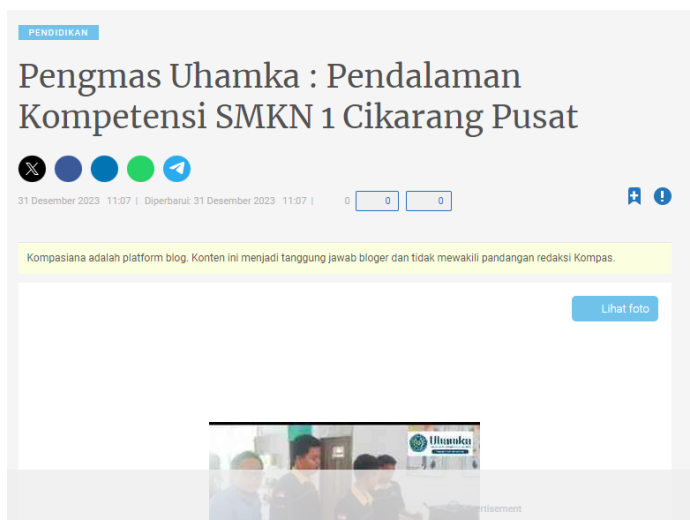 PENDIDIKAN
Pengmas Uhamka : Pendalaman
Kompetensi SMKN 1 Cikarang Pusat
31 Desember 2023 11:07 | Diperbarui: 31 Desember 2023 11:07 | 0 0 0
Kompasiana adalah platform blog. Konten ini menjadi tanggung jawab bloger dan tidak mewakili pandangan redaksi Kompas.
Lihat foto
Uhamka